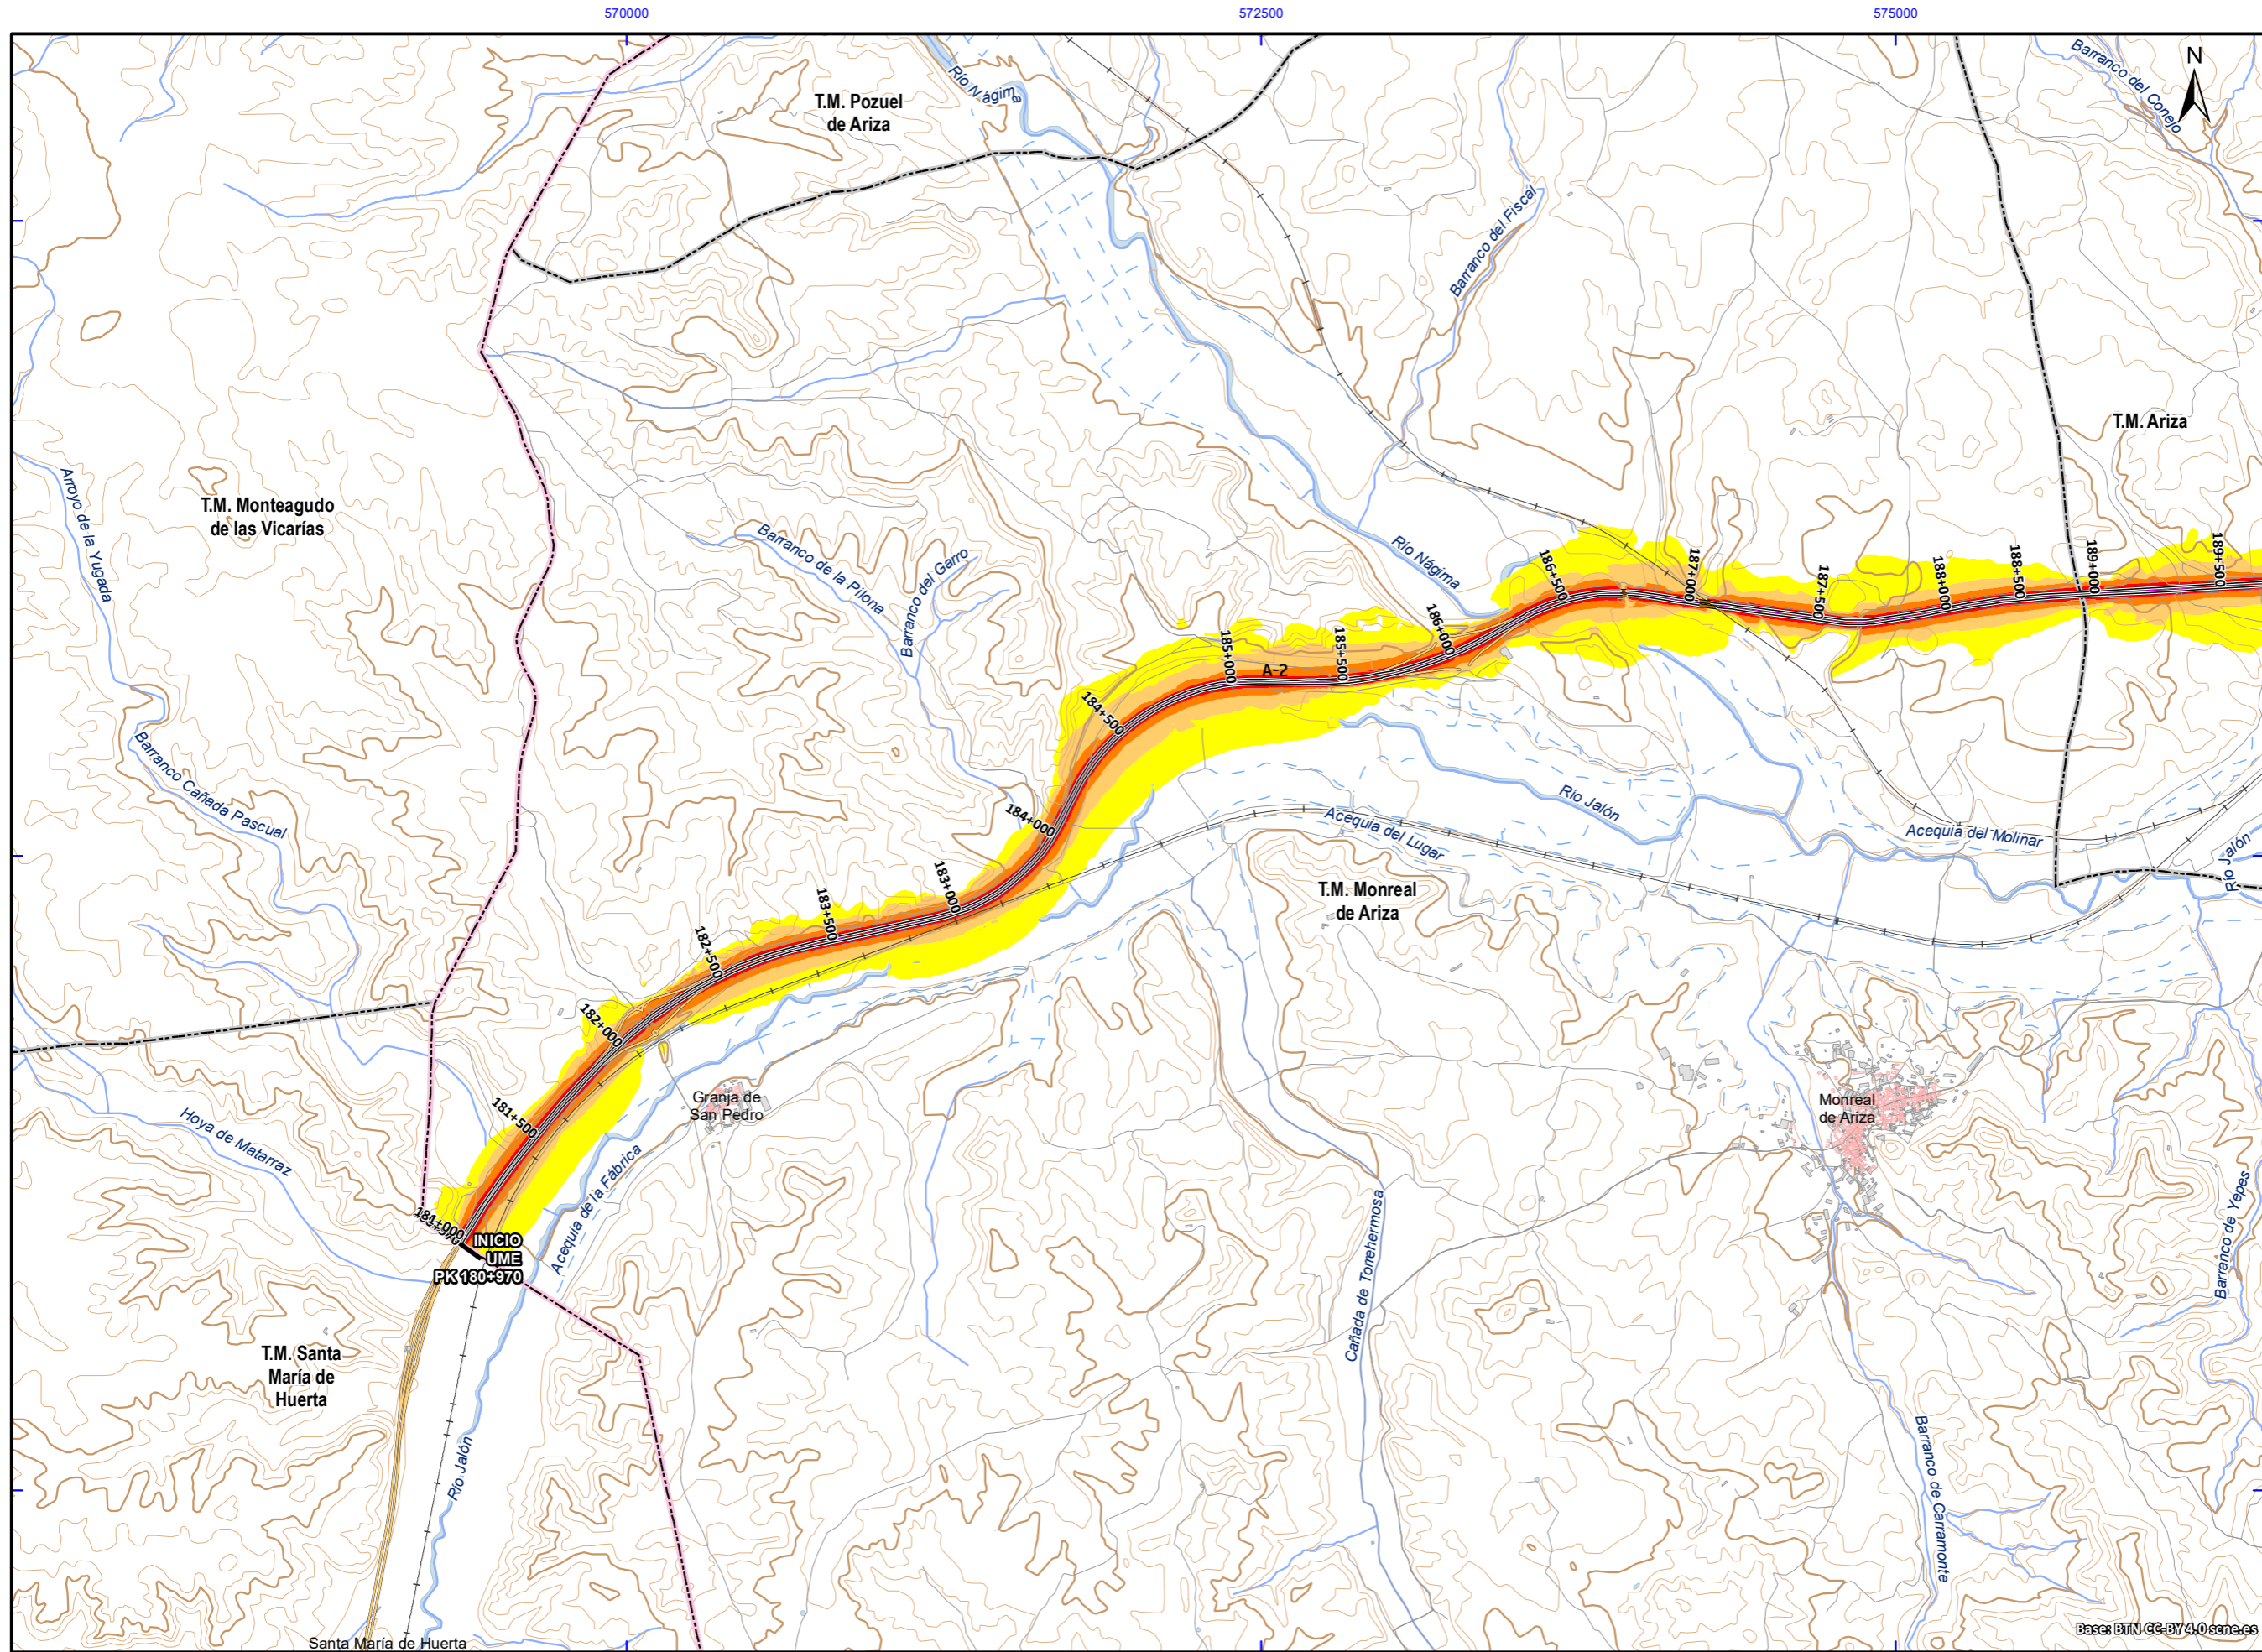 570000
572500
575000
Barranco del Conejo
N
Río Nágima
T.M. Pozuel
de Ariza
Barranco del Fiscal
T.M. Ariza
Arroyo de la Yugada
T.M. Monteagudo
de las Vicarías
Barranco de la Pilona
Barranco del Garro
Río Nágima
186+500
187+000
187+500
188+000
188+500
189+000
189+500
185+000
A-2
185+500
186+000
184+500
Barranco Cañada Pascual
184+000
Río Jalón
Acequia del Lugar
Acequia del Molinar
Río Jalón
183+000
183+500
182+500
T.M. Monreal
de Ariza
182+000
181+500
Granja de
San Pedro
Monreal
de Ariza
Hoya de Matarraz
Acequia de la Fábrica
181+000
INICIO
UME
PK 180+970
Cañada de Torrehermosa
Barranco de Yepes
T.M. Santa
María de
Huerta
Río Jalón
Barranco de Carramonte
Santa María de Huerta
Base: BTN CC-BY 4.0 scne.es